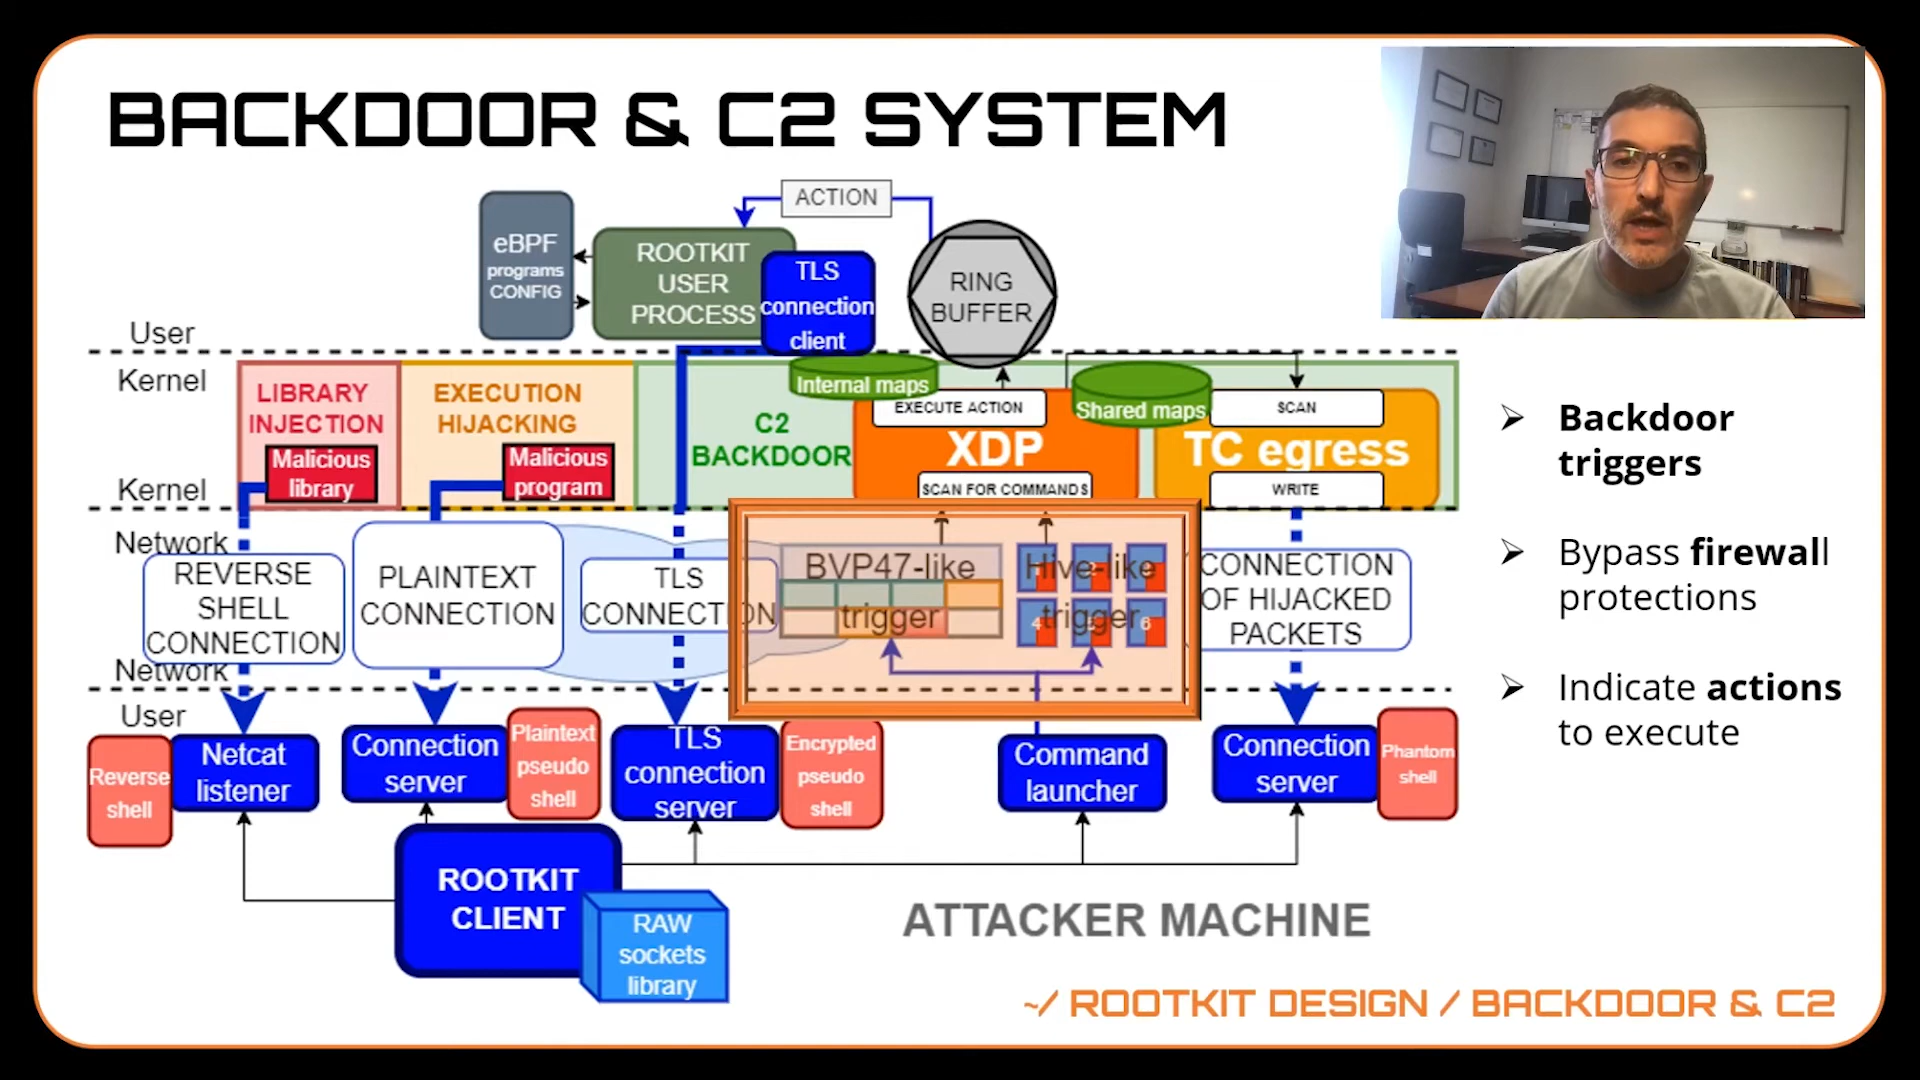 BACKDOOR & C2 SYSTEM
ACTION
eBPF
programs
CONFIG
ROOTKIT
USER
PROCESS
TLS
connection
client
RING
BUFFER
User
Kernel
LIBRARY
INJECTION
Malicious
library
EXECUTION
HIJACKING
Malicious
program
C2
BACKDOOR
Internal maps
EXECUTE ACTION
XDP
SCAN FOR COMMANDS
Shared maps
SCAN
TC egress
WRITE
Kernel
Network
REVERSE
SHELL
CONNECTION
PLAINTEXT
CONNECTION
TLS
CONNECTION
BVP47-like
trigger
Hive-like
trigger
4
6
CONNECTION
OF HIJACKED
PACKETS
Network
User
Reverse
shell
Netcat
listener
Connection
server
Plaintext
pseudo
shell
TLS
connection
server
Encrypted
pseudo
shell
Command
launcher
Connection
server
Phantom
shell
ROOTKIT
CLIENT
RAW
sockets
library
ATTACKER MACHINE
➢ Backdoor
triggers
➢ Bypass firewall
protections
➢ Indicate actions
to execute
~/ ROOTKIT DESIGN / BACKDOOR & C2